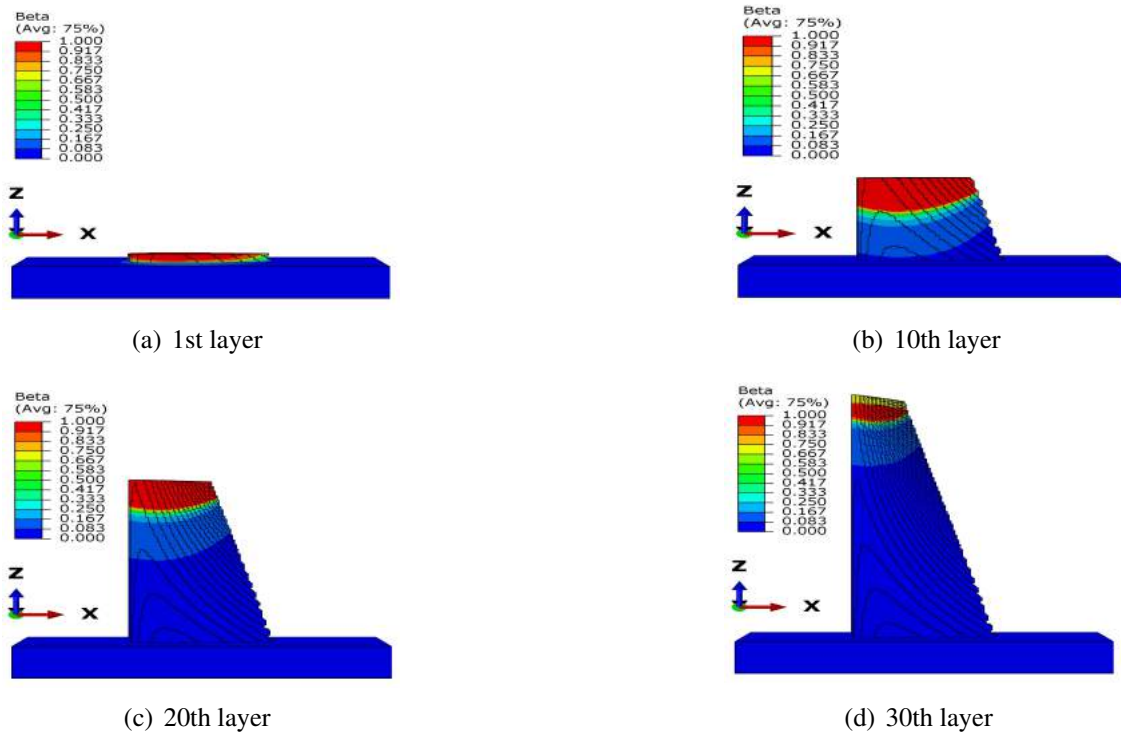 Beta
(Avg: 75%)
1.000
0.917
0.833
0.750
0.667
0.583
0.500
0.417
0.333
0.250
0.167
0.083
0.000
Z
X
(a) 1st layer
Beta
(Avg: 75%)
1.000
0.917
0.833
0.750
0.667
0.583
0.500
0.417
0.333
0.250
0.167
0.083
0.000
Z
X
(b) 10th layer
Beta
(Avg: 75%)
1.000
0.917
0.833
0.750
0.667
0.583
0.500
0.417
0.333
0.250
0.167
0.083
0.000
Z
X
(c) 20th layer
Beta
(Avg: 75%)
1.000
0.917
0.833
0.750
0.667
0.583
0.500
0.417
0.333
0.250
0.167
0.083
0.000
Z
X
(d) 30th layer